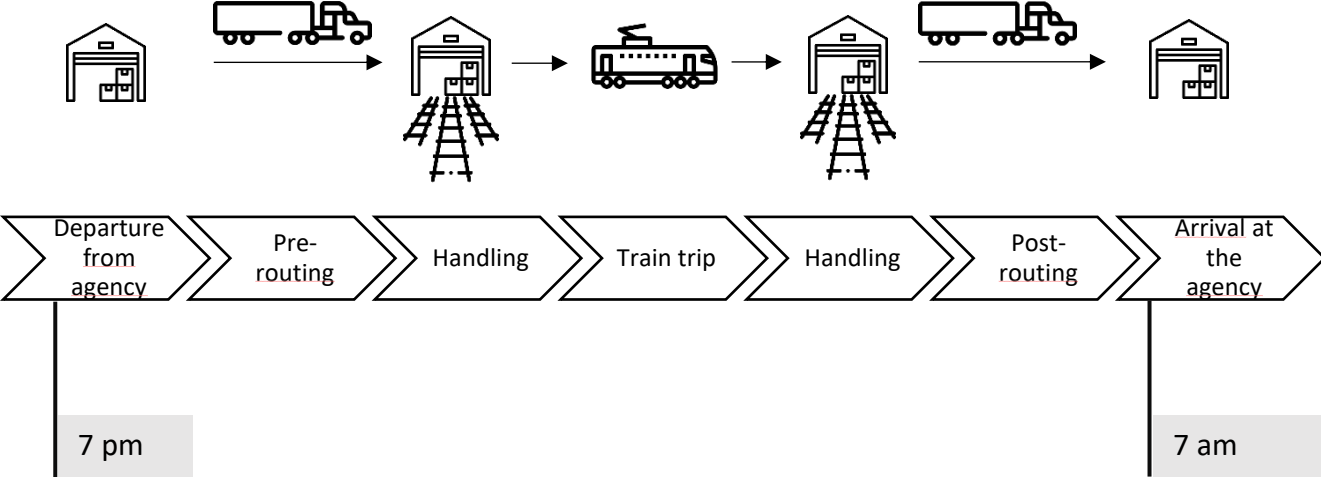 Departure
from
agency
Pre-
routing
Handling
Train trip
Handling
Post-
routing
Arrival at
the
agency
7 pm
7 am